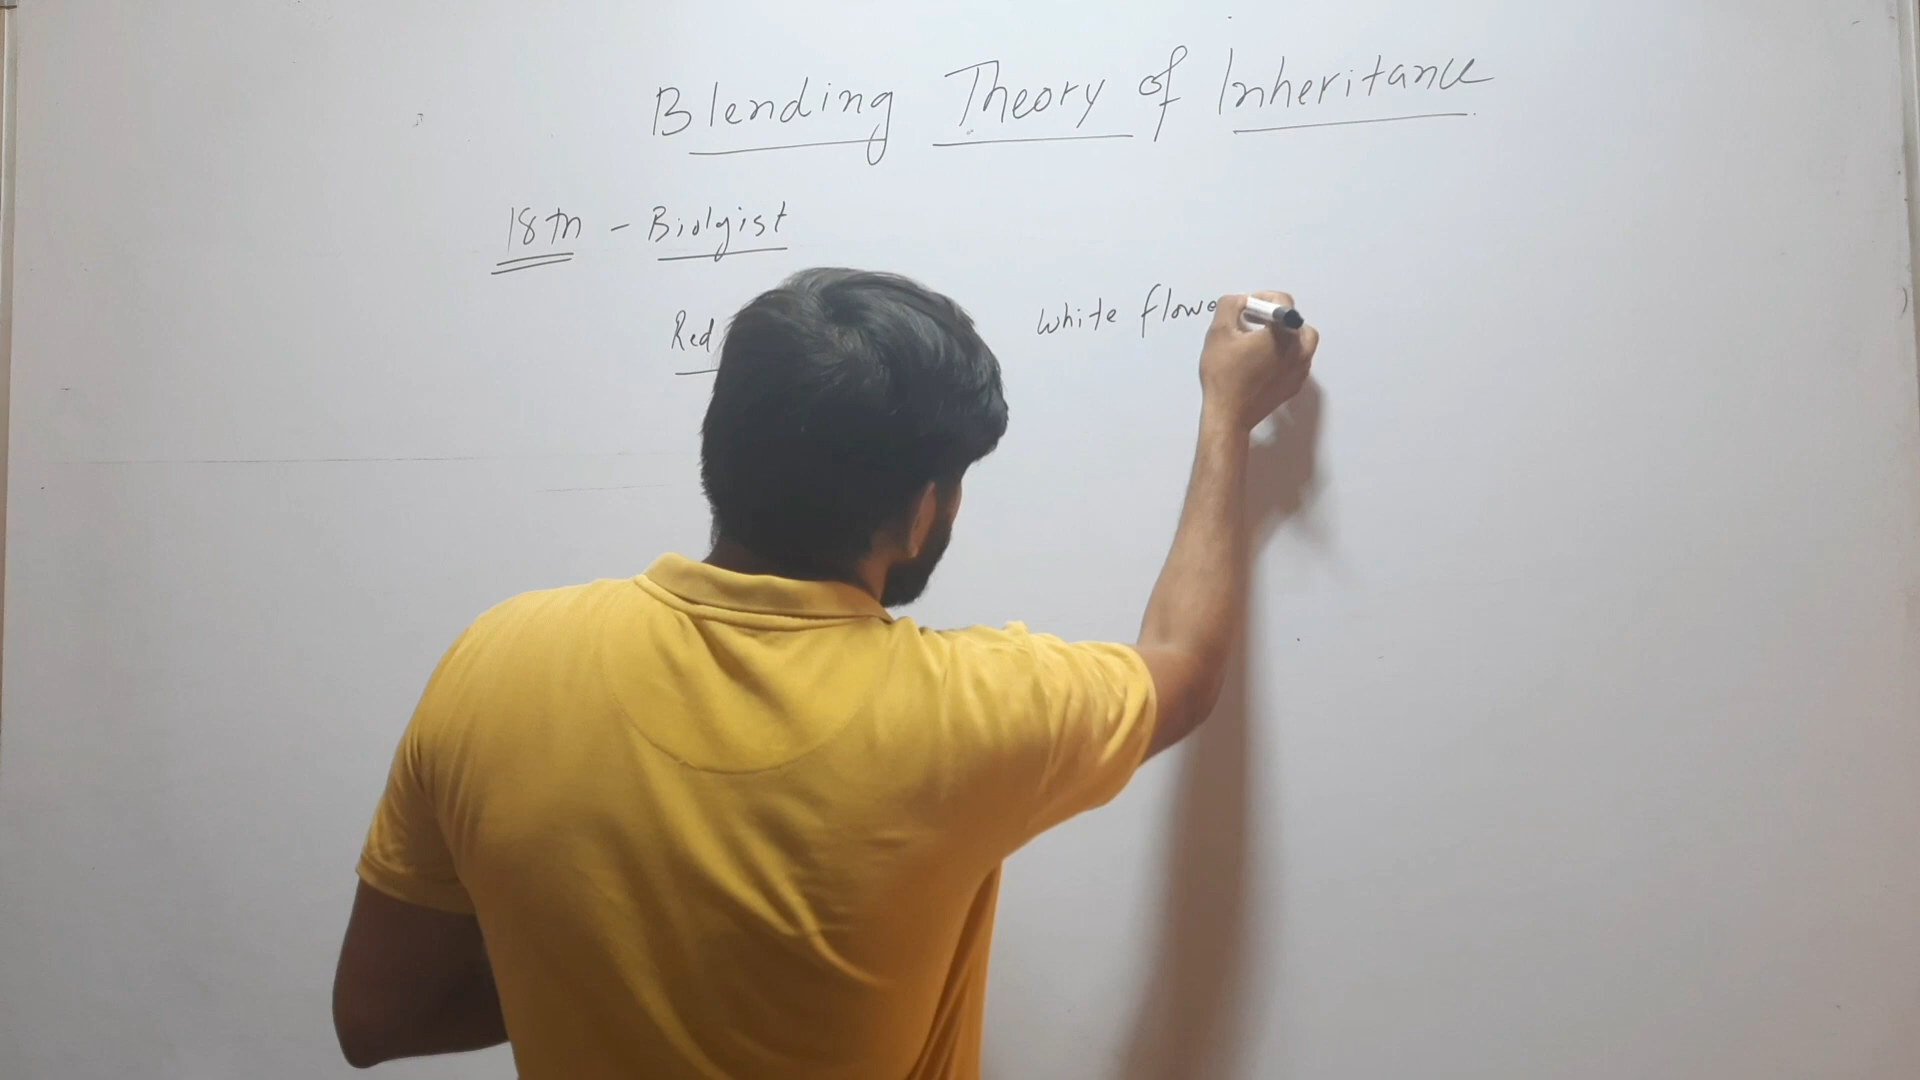 Blending Theory of Inheritance
18th - Biolgist
Red white flowe